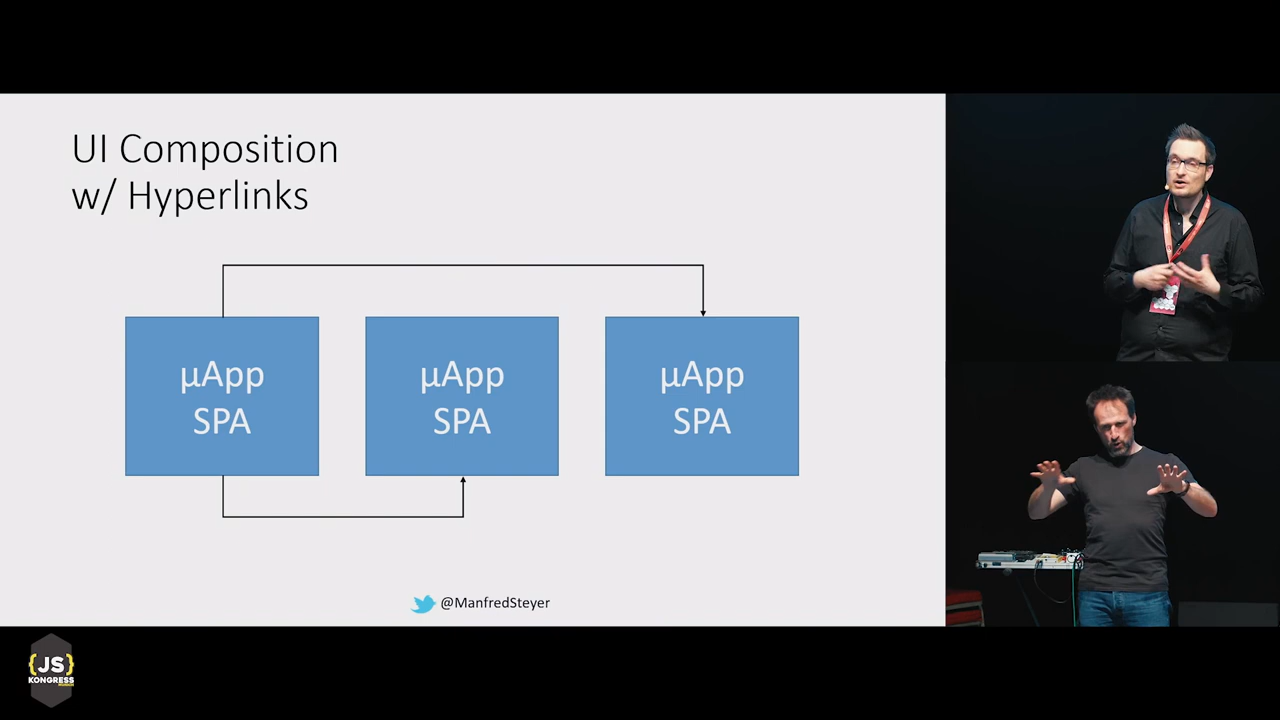 UI Composition
w/ Hyperlinks
µApp
SPA
µApp
SPA
µApp
SPA
@ManfredSteyer
{JS}
KONGRESS